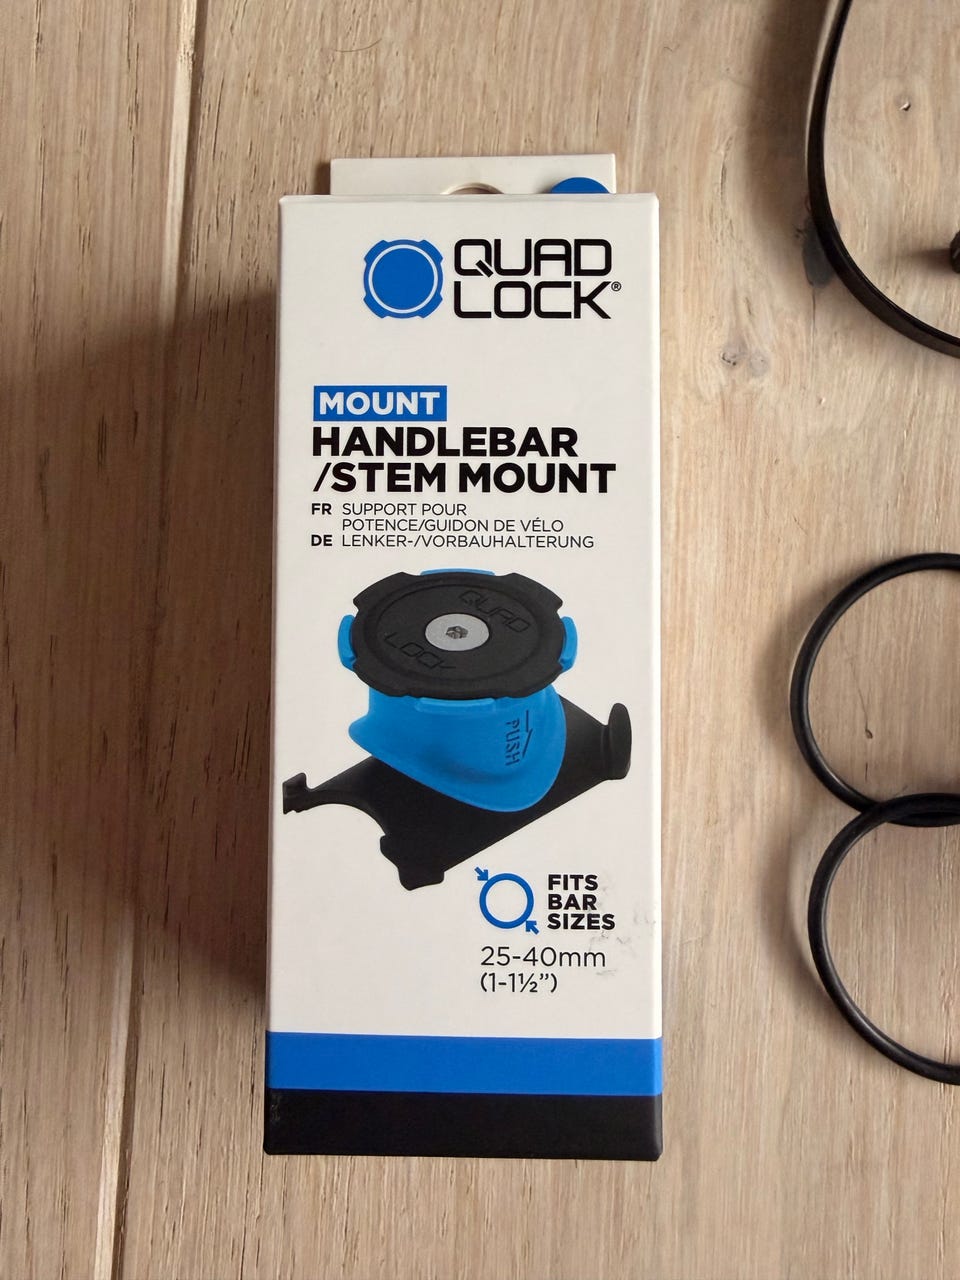 QUAD
LOCK®
MOUNT
HANDLEBAR
/STEM MOUNT
FR SUPPORT POUR
POTENCE/GUIDON DE VÉLO
DE LENKER-/VORBAUHALTERUNG
QUAD
LOCK
PUSH
FITS
BAR
SIZES
25-40mm
(1-1½”)